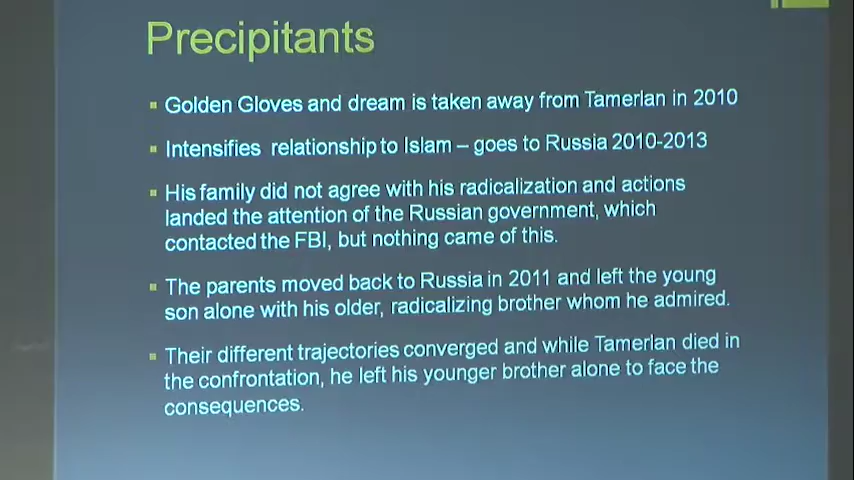 Precipitants
Golden Gloves and dream is taken away from Tamerlan in 2010
Intensifies relationship to Islam – goes to Russia 2010-2013
His family did not agree with his radicalization and actions
landed the attention of the Russian government, which
contacted the FBI, but nothing came of this.
The parents moved back to Russia in 2011 and left the young
son alone with his older, radicalizing brother whom he admired.
Their different trajectories converged and while Tamerlan died in
the confrontation, he left his younger brother alone to face the
consequences.